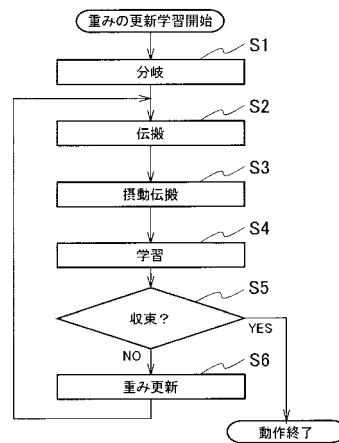 重みの更新学習開始
S1
分岐
S2
伝搬
S3
摂動伝搬
S4
学習
S5
収束?
YES
NO
S6
重み更新
動作終了